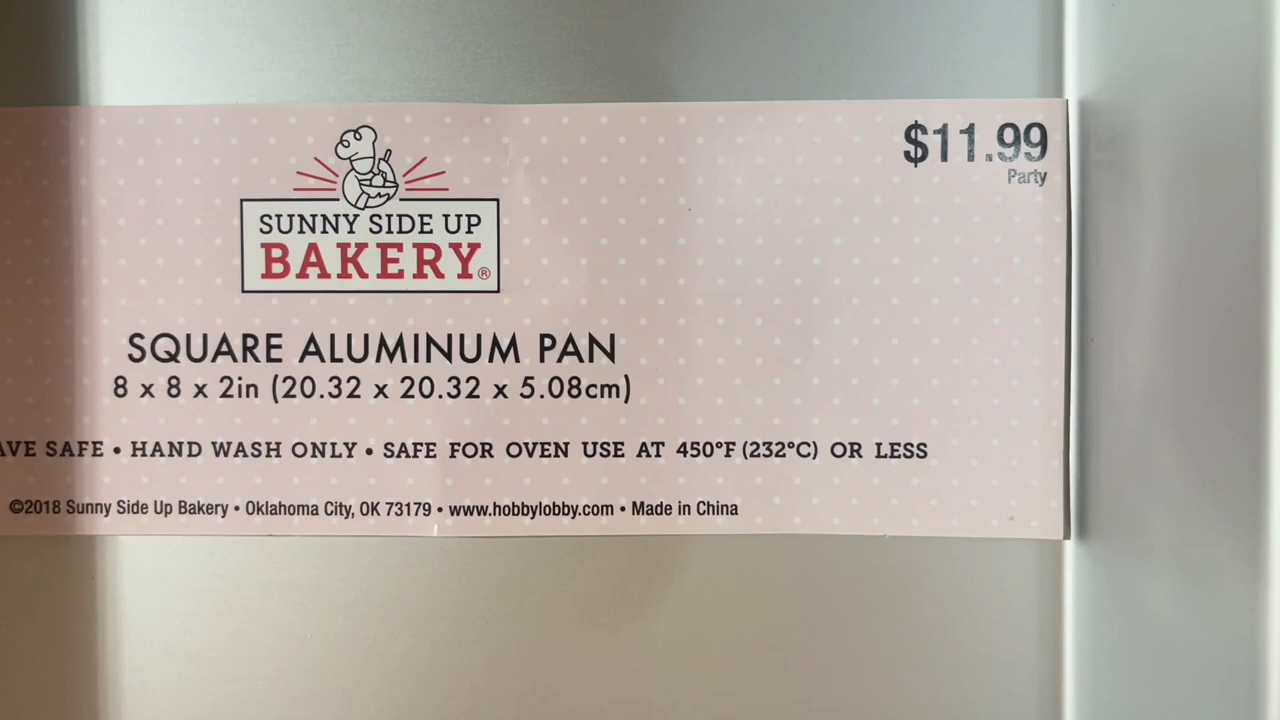 $11.99
Party
SUNNY SIDE UP
BAKERY®
SQUARE ALUMINUM PAN
8 x 8 x 2in (20.32 x 20.32 x 5.08cm)
SAFE • HAND WASH ONLY • SAFE FOR OVEN USE AT 450°F (232°C) OR LESS
©2018 Sunny Side Up Bakery • Oklahoma City, OK 73179 • www.hobbylobby.com • Made in China